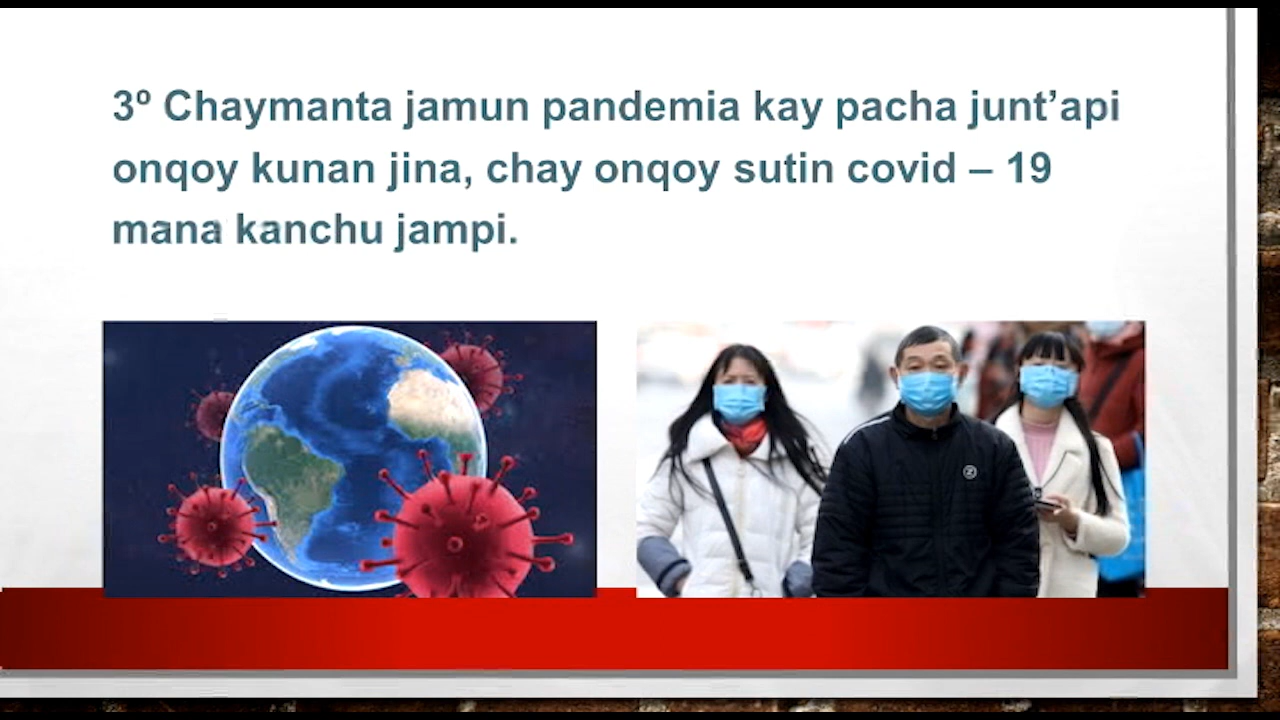 3º Chaymanta jamun pandemia kay pacha junt’api
onqoy kunan jina, chay onqoy sutin covid – 19
mana kanchu jampi.